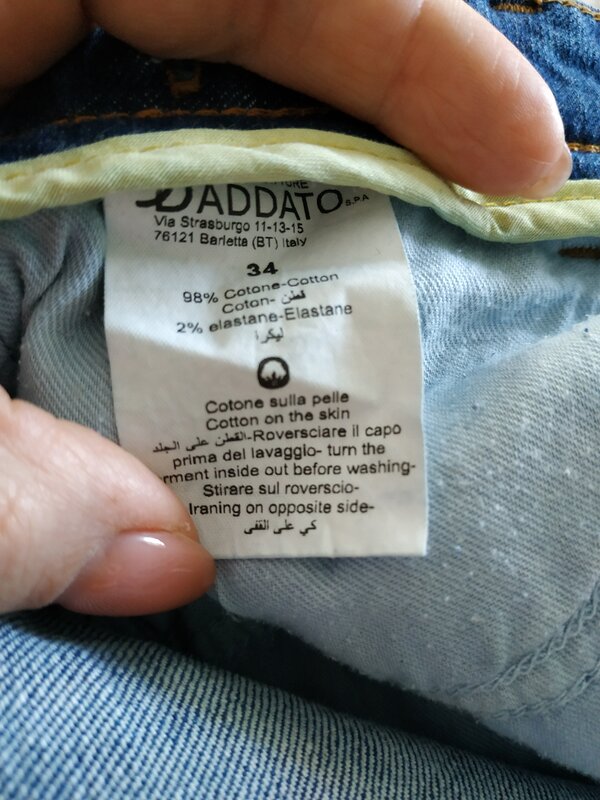 DADDATO S.P.A
Via Strasburgo 11-13-15
76121 Barletta (BT) Italy
34
98% Cotone-Cotton
Coton- قطن
2% elastane-Elastane
ليكرا
Cotone sulla pelle
Cotton on the skin
القطن على الجلد-Roversciare il capo
prima del lavaggio- turn the
inside out before washing-
Stirare sul roverscio-
Iraning on opposite side-
كي على القفى